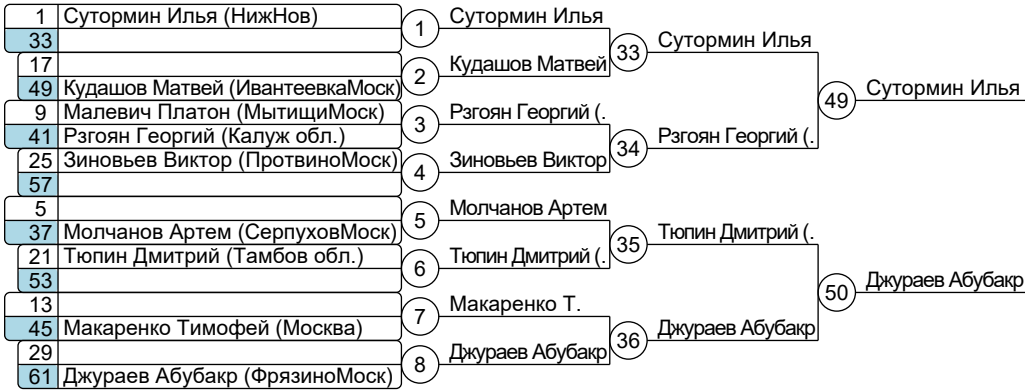 1 Сутормин Илья (НижНов)
33
17
49 Кудашов Матвей (ИвантеевкаМоск)
9 Малевич Платон (МытищиМоск)
41 Рзгоян Георгий (Калуж обл.)
25 Зиновьев Виктор (ПротвиноМоск)
57
5
37 Молчанов Артем (СерпуховМоск)
21 Тюпин Дмитрий (Тамбов обл.)
53
13
45 Макаренко Тимофей (Москва)
29
61 Джураев Абубакр (ФрязиноМоск)
1 Сутормин Илья
2 Кудашов Матвей
3 Рзгоян Георгий (.
4 Зиновьев Виктор
5 Молчанов Артем
6 Тюпин Дмитрий (.
7 Макаренко Т.
8 Джураев Абубакр
33 Сутормин Илья
34 Рзгоян Георгий (.
35 Тюпин Дмитрий (.
36 Джураев Абубакр
49 Сутормин Илья
50 Джураев Абубакр